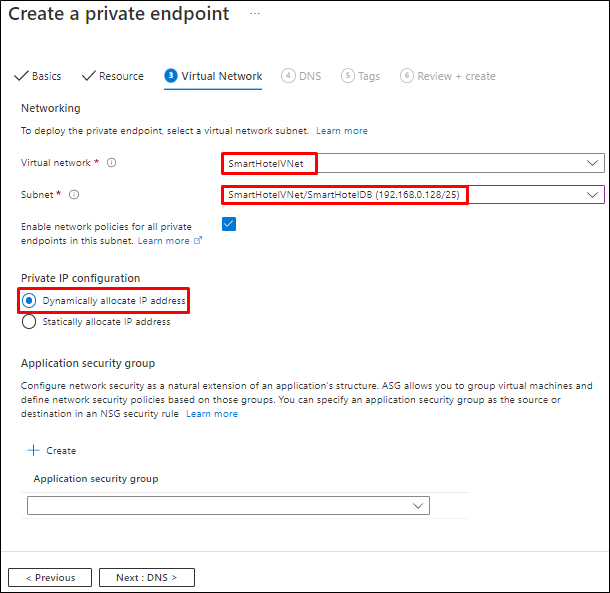 Create a private endpoint ...
Basics Resource 3 Virtual Network 4 DNS 5 Tags 6 Review + create
Networking
To deploy the private endpoint, select a virtual network subnet. Learn more
Virtual network * SmartHotelVNet
Subnet * SmartHotelVNet/SmartHotelDB (192.168.0.128/25)
Enable network policies for all private
endpoints in this subnet. Learn more
Private IP configuration
Dynamically allocate IP address
Statically allocate IP address
Application security group
Configure network security as a natural extension of an application's structure. ASG allows you to group virtual machines and
define network security policies based on those groups. You can specify an application security group as the source or
destination in an NSG security rule Learn more
+ Create
Application security group
< Previous Next : DNS >